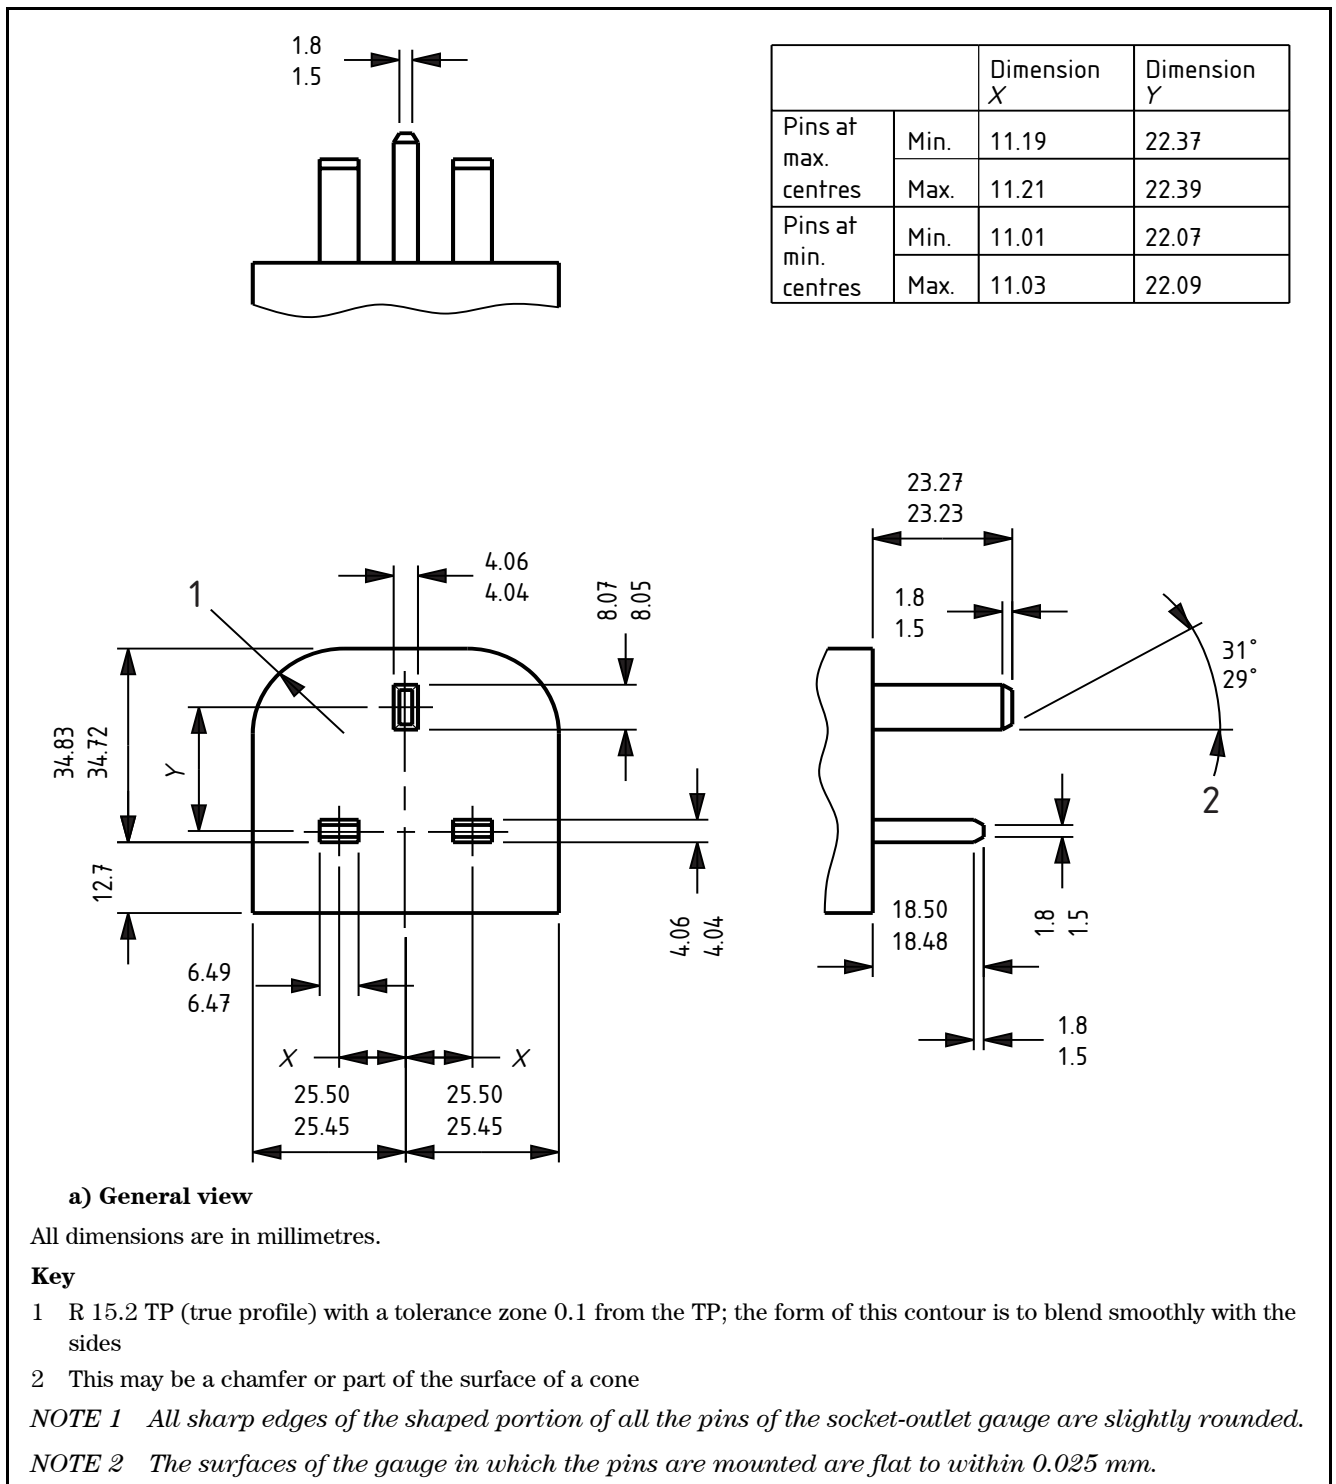 1.8
1.5
Dimension X
Dimension Y
Pins at max. centres
Min. 11.19 22.37
Max. 11.21 22.39
Pins at min. centres
Min. 11.01 22.07
Max. 11.03 22.09
23.27
23.23
4.06
4.04
8.07
8.05
1
1.8
1.5
31°
29°
34.83
34.72
Y
2
12.7
4.06
4.04
18.50
18.48
1.8
1.5
6.49
6.47
1.8
1.5
X
X
25.50
25.45
25.50
25.45
a) General view
All dimensions are in millimetres.
Key
1 R 15.2 TP (true profile) with a tolerance zone 0.1 from the TP; the form of this contour is to blend smoothly with the
sides
2 This may be a chamfer or part of the surface of a cone
NOTE 1 All sharp edges of the shaped portion of all the pins of the socket-outlet gauge are slightly rounded.
NOTE 2 The surfaces of the gauge in which the pins are mounted are flat to within 0.025 mm.